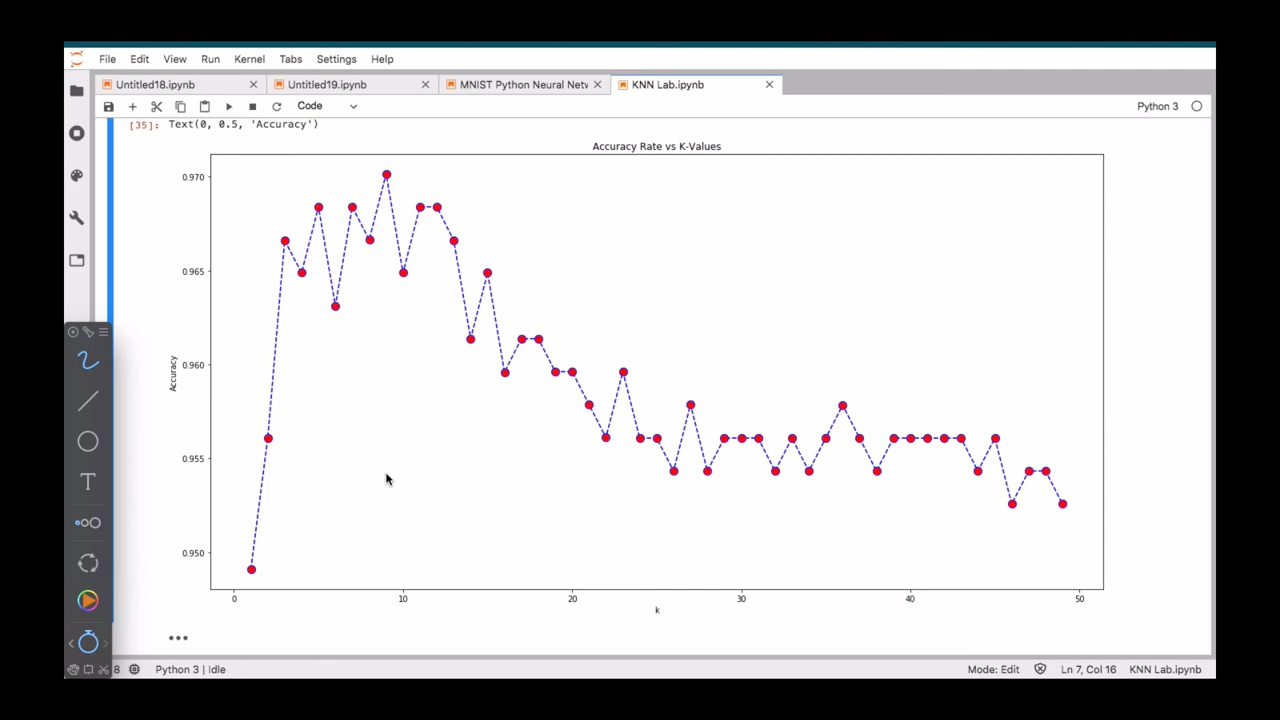 File Edit View Run Kernel Tabs Settings Help
Untitled18.ipynb Untitled19.ipynb MNIST Python Neural Netw KNN Lab.ipynb
Code Python 3
[35]: Text(0, 0.5, 'Accuracy')
Accuracy Rate vs K-Values
0.970
0.965
0.960
0.955
0.950
Accuracy
0 10 20 30 40 50
k
T
8 Python 3 | Idle Mode: Edit Ln 7, Col 16 KNN Lab.ipynb